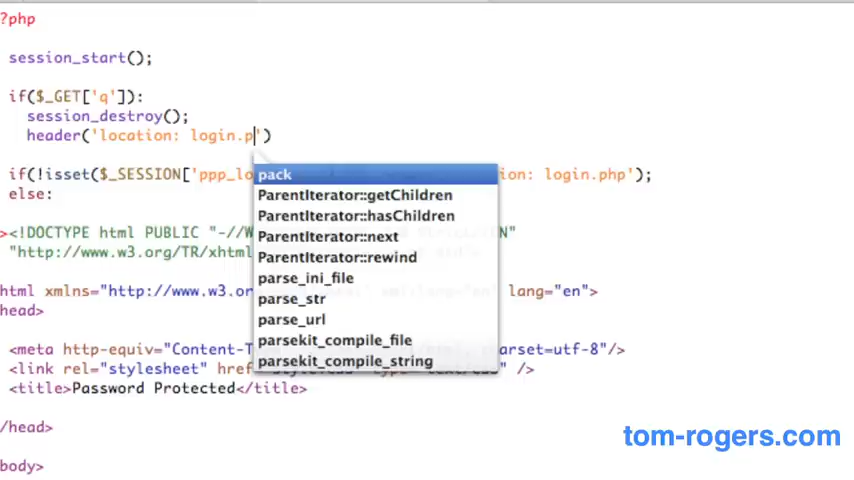 ?php
session_start();
if($_GET['q']):
session_destroy();
header('location: login.p')
if(!isset($_SESSION['ppp_lo ion: login.php');
else:
><!DOCTYPE html PUBLIC "-//W
"http://www.w3.org/TR/xhtml
html xmlns="http://www.w3.or lang="en">
head>
<meta http-equiv="Content-T arset=utf-8"/>
<link rel="stylesheet" href />
<title>Password Protected</title>
/head>
body>
pack
ParentIterator::getChildren
ParentIterator::hasChildren
ParentIterator::next
ParentIterator::rewind
parse_ini_file
parse_str
parse_url
parsekit_compile_file
parsekit_compile_string
tom-rogers.com